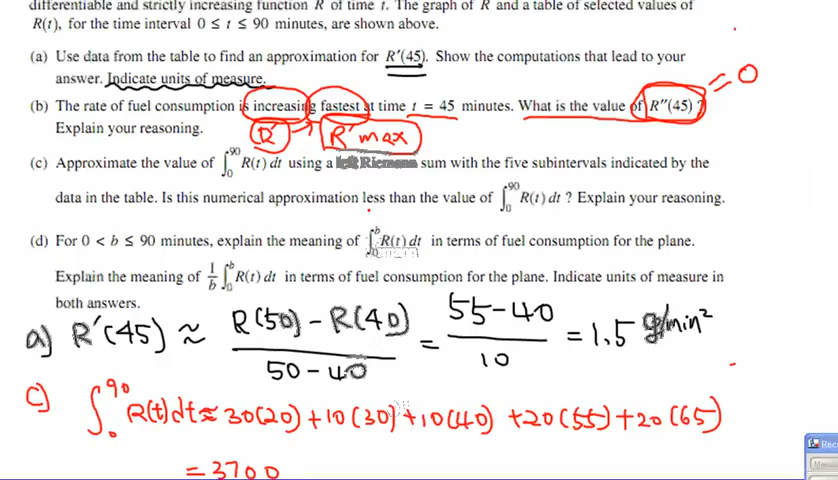 differentiable and strictly increasing function R of time t. The graph of R and a table of selected values of
R(t), for the time interval 0 ≤ t ≤ 90 minutes, are shown above.
(a) Use data from the table to find an approximation for R′(45). Show the computations that lead to your
answer. Indicate units of measure.
= 0
(b) The rate of fuel consumption is increasing fastest at time t = 45 minutes. What is the value of R″(45) ?
Explain your reasoning.
R′ → R′ max
(c) Approximate the value of ∫₀⁹⁰ R(t) dt using a left Riemann sum with the five subintervals indicated by the
data in the table. Is this numerical approximation less than the value of ∫₀⁹⁰ R(t) dt ? Explain your reasoning.
(d) For 0 < b ≤ 90 minutes, explain the meaning of ∫₀ᵇ R(t) dt in terms of fuel consumption for the plane.
Explain the meaning of 1/b ∫₀ᵇ R(t) dt in terms of fuel consumption for the plane. Indicate units of measure in
both answers.
a) R′(45) ≈ (R(50) - R(40))/(50 - 40) = (55 - 40)/10 = 1.5 g/min²
c) ∫₀⁹⁰ R(t)dt ≈ 30(20) + 10(30) + 10(40) + 20(55) + 20(65)
= 3700
Rec